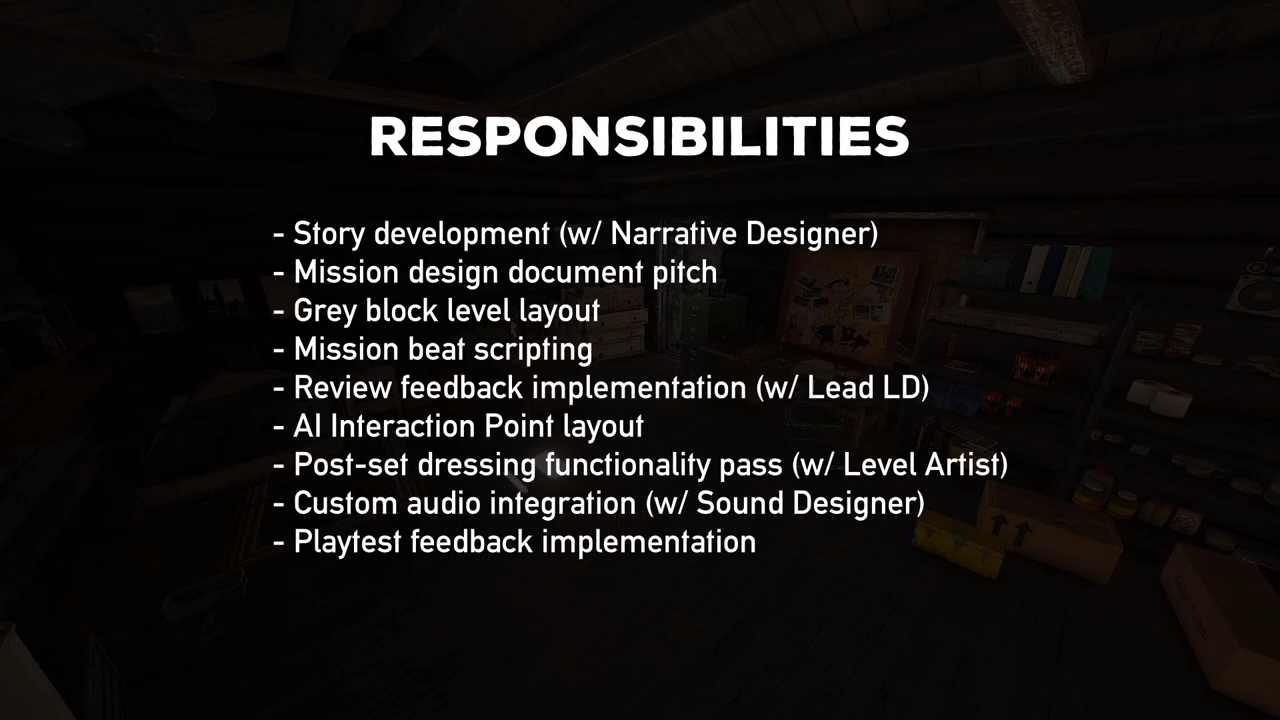 RESPONSIBILITIES
- Story development (w/ Narrative Designer)
- Mission design document pitch
- Grey block level layout
- Mission beat scripting
- Review feedback implementation (w/ Lead LD)
- AI Interaction Point layout
- Post-set dressing functionality pass (w/ Level Artist)
- Custom audio integration (w/ Sound Designer)
- Playtest feedback implementation